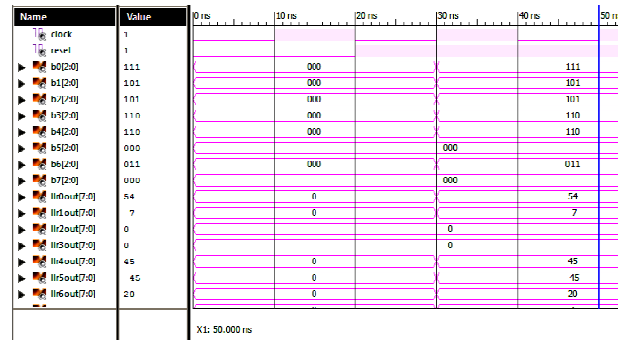 Name Value 0 ns 10 ns 20 ns 30 ns 40 ns 50 n
clock 1
reset 1
b0[2:0] 111 000 111
b1[2:0] 101 000 101
b2[2:0] 101 000 101
b3[2:0] 110 000 110
b4[2:0] 110 000 110
b5[2:0] 000 000
b6[2:0] 011 000 011
b7[2:0] 000 000
llr0out[7:0] 54 0 54
llr1out[7:0] 7 0 7
llr2out[7:0] 0 0
llr3out[7:0] 0 0
llr4out[7:0] 45 0 45
llr5out[7:0] 45 0 45
llr6out[7:0] 20 0 20
X1: 50.000 ns